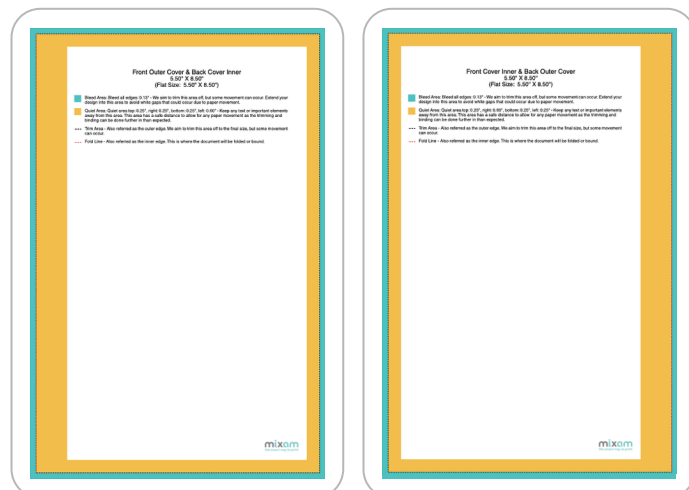 Front Outer Cover & Back Cover Inner
5.50" X 8.50"
(Flat Size: 5.50" X 8.50")
Bleed Area: Bleed all edges: 0.13" - We aim to trim this area off, but some movement can occur. Extend your
design into this area to avoid white gaps that could occur due to paper movement.
Quiet Area: Quiet area top: 0.25", right: 0.25", bottom: 0.25", left: 0.60" - Keep any text or important elements
away from this area. This area has a safe distance to allow for any paper movement as the trimming and
binding can be done further in than expected.
Trim Area - Also referred as the outer edge. We aim to trim this area off to the final size, but some movement
can occur.
Fold Line - Also referred as the inner edge. This is where the document will be folded or bound.
mixam
Front Cover Inner & Back Outer Cover
5.50" X 8.50"
(Flat Size: 5.50" X 8.50")
Bleed Area: Bleed all edges: 0.13" - We aim to trim this area off, but some movement can occur. Extend your
design into this area to avoid white gaps that could occur due to paper movement.
Quiet Area: Quiet area top: 0.25", right: 0.60", bottom: 0.25", left: 0.25" - Keep any text or important elements
away from this area. This area has a safe distance to allow for any paper movement as the trimming and
binding can be done further in than expected.
Trim Area - Also referred as the outer edge. We aim to trim this area off to the final size, but some movement
can occur.
Fold Line - Also referred as the inner edge. This is where the document will be folded or bound.
mixam